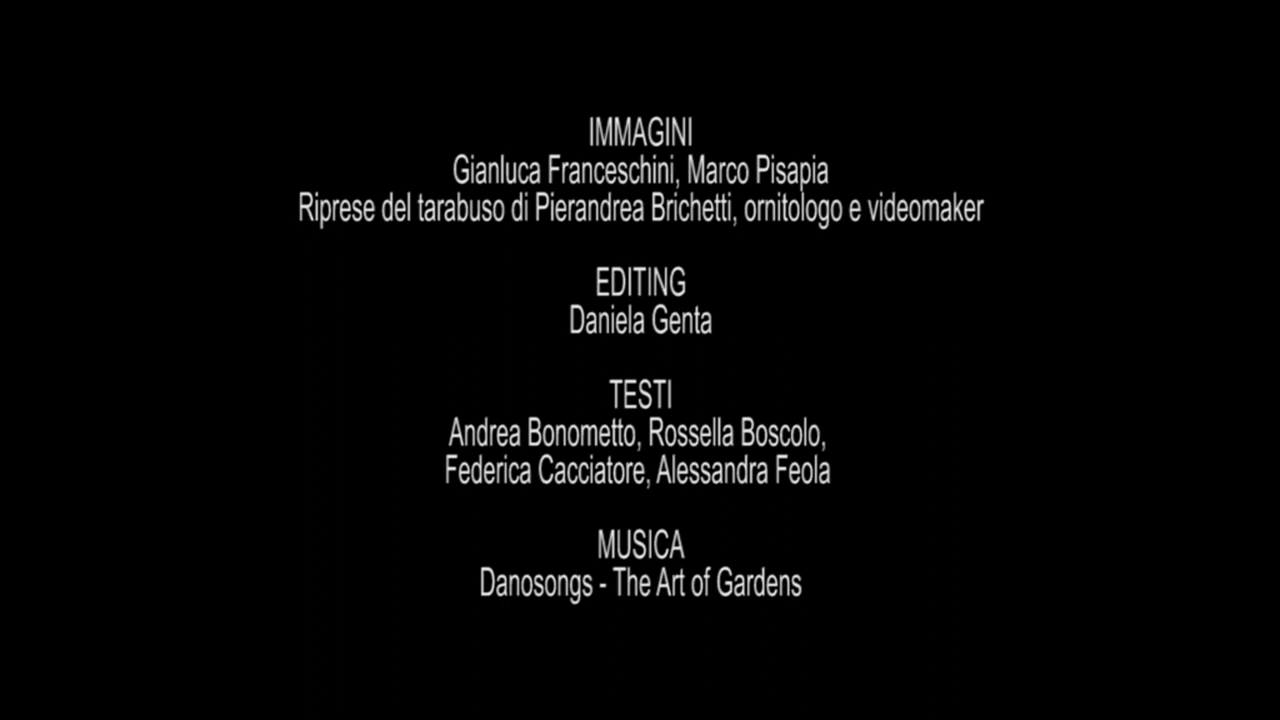 IMMAGINI
Gianluca Franceschini, Marco Pisapia
Riprese del tarabuso di Pierandrea Brichetti, ornitologo e videomaker
EDITING
Daniela Genta
TESTI
Andrea Bonometto, Rossella Boscolo,
Federica Cacciatore, Alessandra Feola
MUSICA
Danosongs - The Art of Gardens